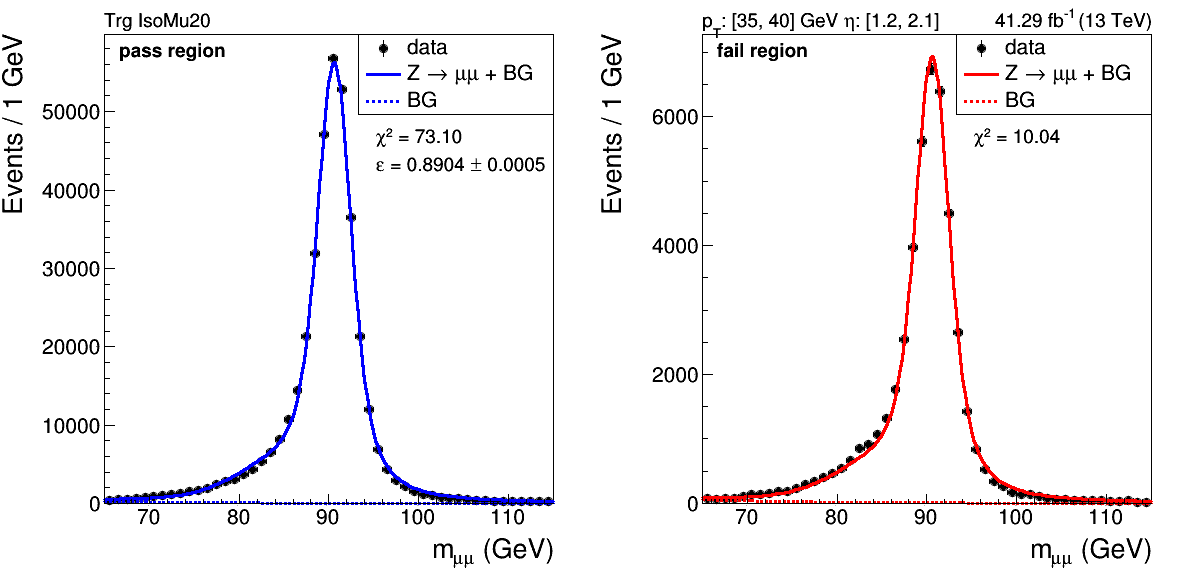 Trg IsoMu20
pass region
data
Z → μμ + BG
BG
χ² = 73.10
ε = 0.8904 ± 0.0005
Events / 1 GeV
50000
40000
30000
20000
10000
0
70 80 90 100 110
mμμ (GeV)
pT: [35, 40] GeV η: [1.2, 2.1] 41.29 fb⁻¹ (13 TeV)
fail region
data
Z → μμ + BG
BG
χ² = 10.04
Events / 1 GeV
6000
4000
2000
0
70 80 90 100 110
mμμ (GeV)